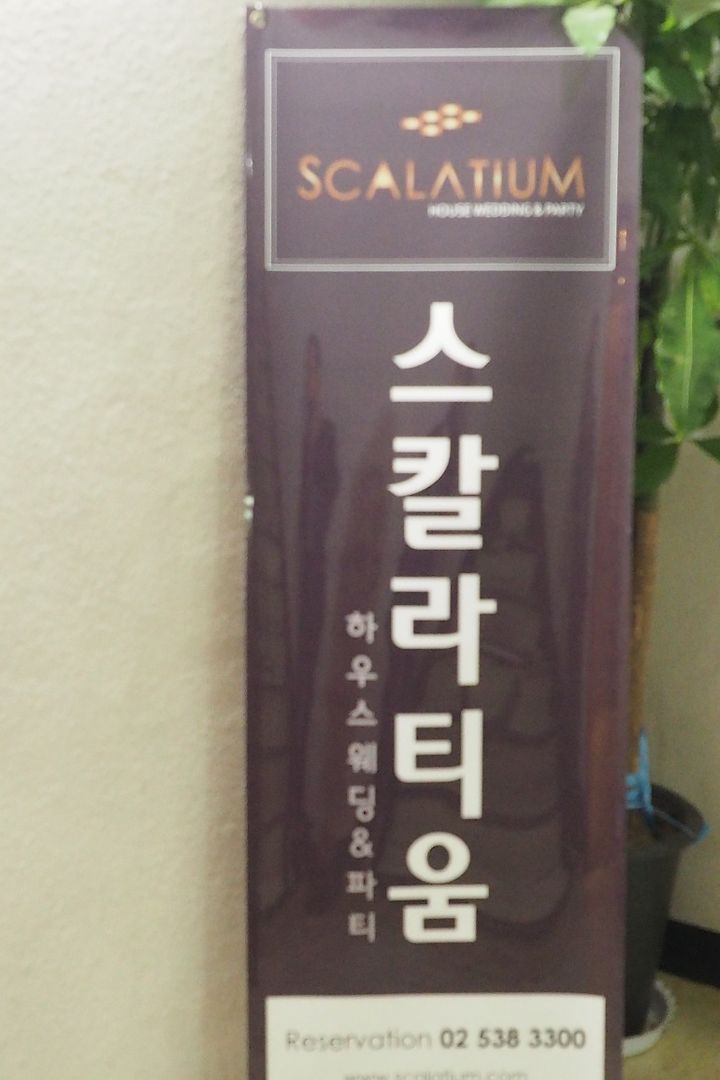 SCALATIUM
HOUSE WEDDING & PARTY
스칼라티움
하우스웨딩&파티
Reservation 02 538 3300
www.scalatium.com